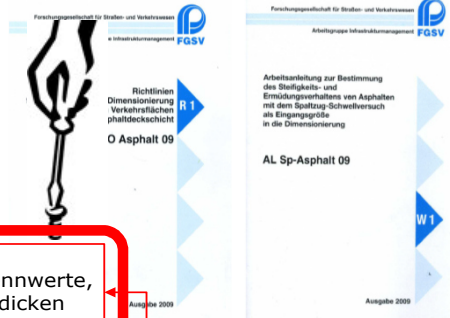 Forschungsgesellschaft für Straßen- und Verkehrswesen
e Infrastrukturmanagement
FGSV
Richtlinien
Dimensionierung
Verkehrsflächen
phaltdeckschicht
R 1
O Asphalt 09
Ausgabe 2009
nnwerte,
dicken
Forschungsgesellschaft für Straßen- und Verkehrswesen
Arbeitsgruppe Infrastrukturmanagement
FGSV
Arbeitsanleitung zur Bestimmung
des Steifigkeits- und
Ermüdungsverhaltens von Asphalten
mit dem Spaltzug-Schwellversuch
als Eingangsgröße
in die Dimensionierung
AL Sp-Asphalt 09
W 1
Ausgabe 2009